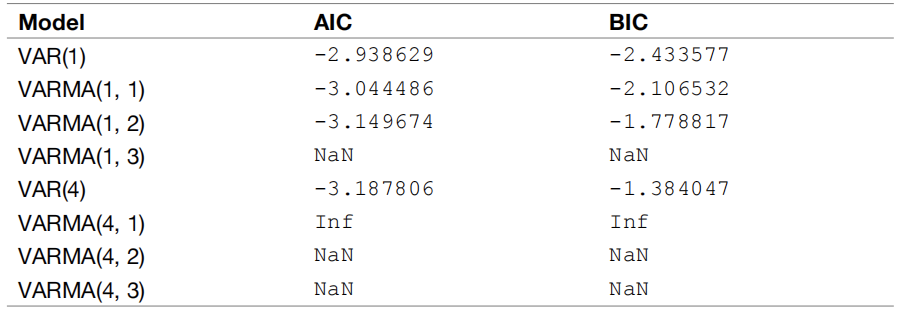 Model AIC BIC
VAR(1) -2.938629 -2.433577
VARMA(1, 1) -3.044486 -2.106532
VARMA(1, 2) -3.149674 -1.778817
VARMA(1, 3) NaN NaN
VAR(4) -3.187806 -1.384047
VARMA(4, 1) Inf Inf
VARMA(4, 2) NaN NaN
VARMA(4, 3) NaN NaN